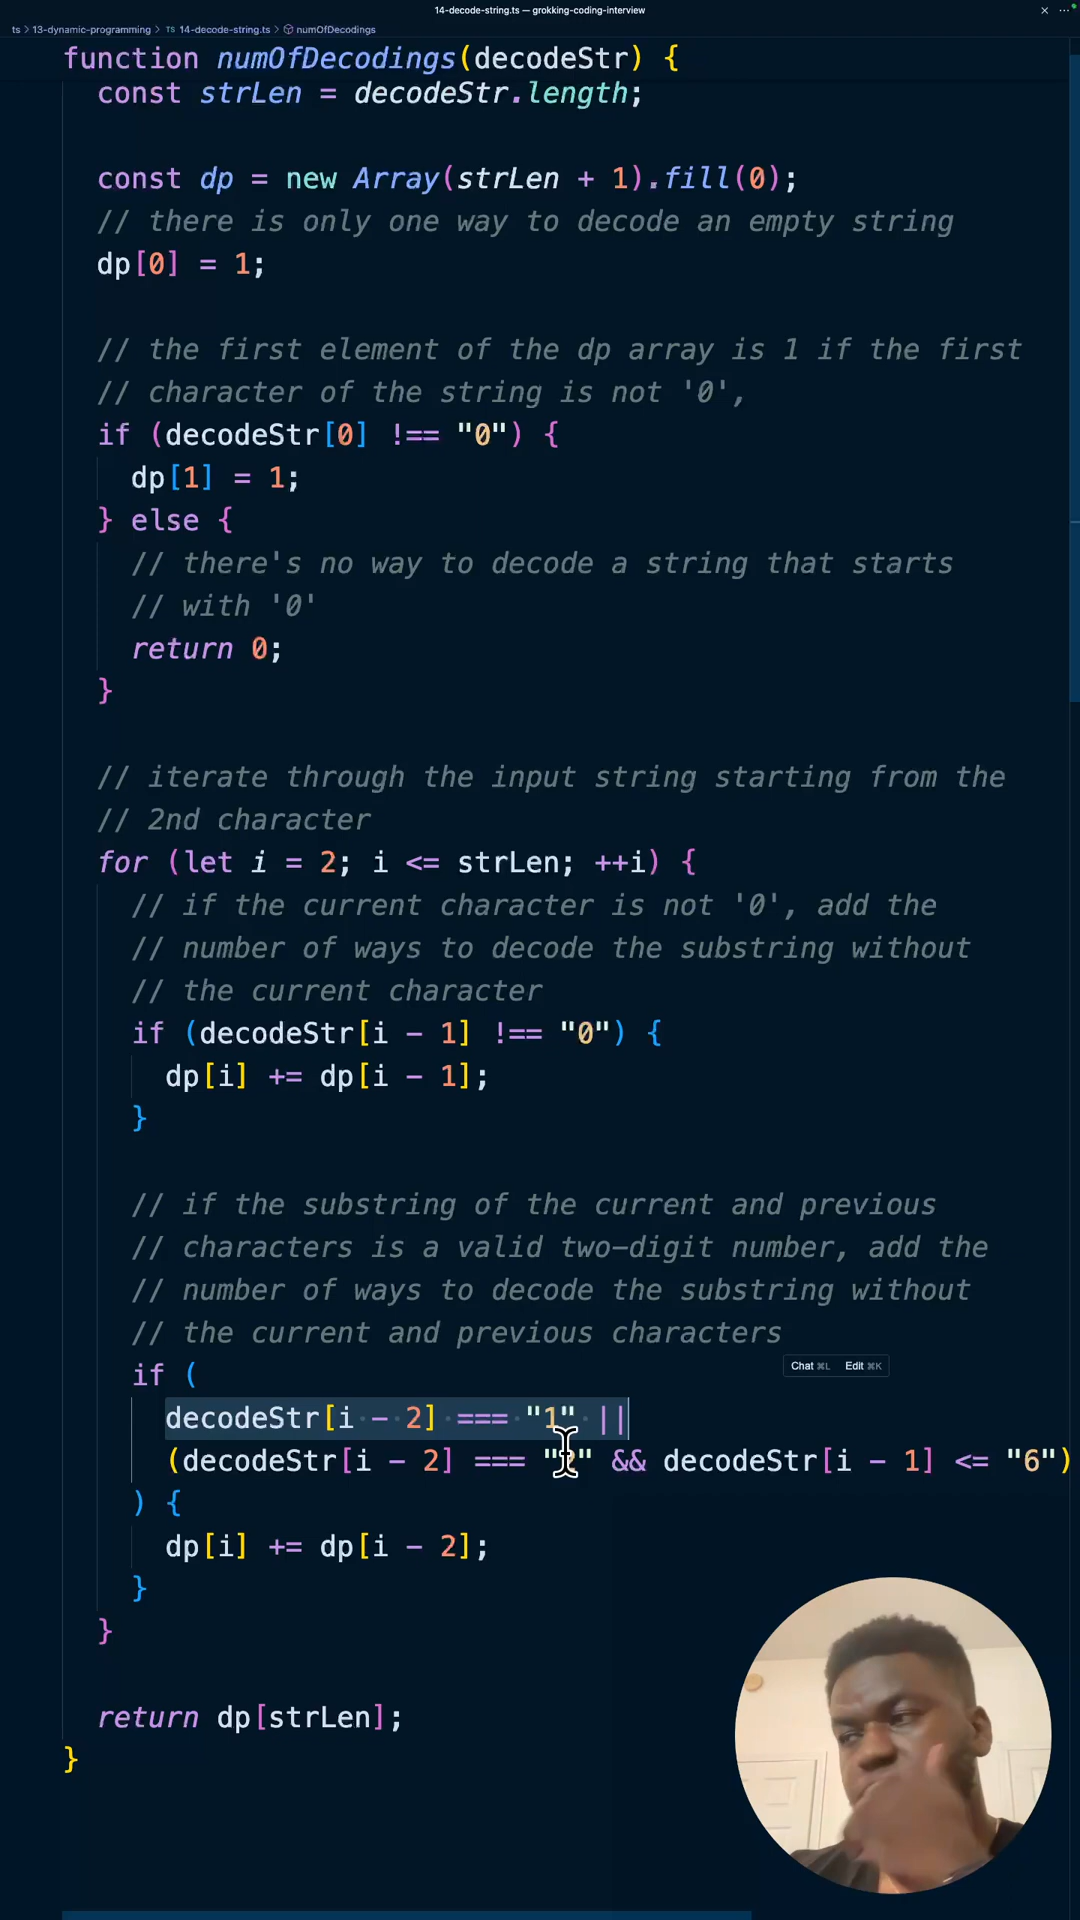 14-decode-string.ts — grokking-coding-interview
ts > 13-dynamic-programming > TS 14-decode-string.ts > numOfDecodings
function numOfDecodings(decodeStr) {
const strLen = decodeStr.length;
const dp = new Array(strLen + 1).fill(0);
// there is only one way to decode an empty string
dp[0] = 1;
// the first element of the dp array is 1 if the first
// character of the string is not '0',
if (decodeStr[0] !== "0") {
dp[1] = 1;
} else {
// there's no way to decode a string that starts
// with '0'
return 0;
}
// iterate through the input string starting from the
// 2nd character
for (let i = 2; i <= strLen; ++i) {
// if the current character is not '0', add the
// number of ways to decode the substring without
// the current character
if (decodeStr[i - 1] !== "0") {
dp[i] += dp[i - 1];
}
// if the substring of the current and previous
// characters is a valid two-digit number, add the
// number of ways to decode the substring without
// the current and previous characters
if (
Chat ⌘L Edit ⌘K
decodeStr[i - 2] === "1" ||
(decodeStr[i - 2] === "2" && decodeStr[i - 1] <= "6")
) {
dp[i] += dp[i - 2];
}
}
return dp[strLen];
}